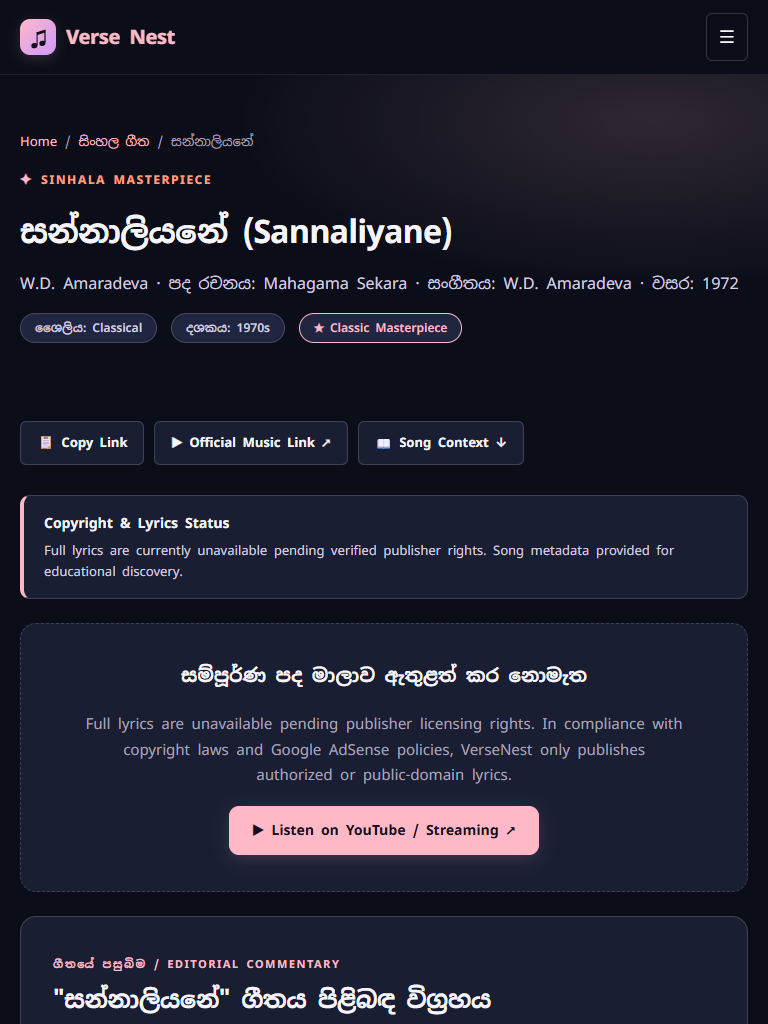 Verse Nest
☰
Home / සිංහල ගීත / සන්නාලියනේ
✦ SINHALA MASTERPIECE
සන්නාලියනේ (Sannaliyane)
W.D. Amaradeva · පද රචනය: Mahagama Sekara · සංගීතය: W.D. Amaradeva · වසර: 1972
ශෛලිය: Classical
දශකය: 1970s
★ Classic Masterpiece
📋 Copy Link
▶ Official Music Link ↗
📖 Song Context ↓
Copyright & Lyrics Status
Full lyrics are currently unavailable pending verified publisher rights. Song metadata provided for
educational discovery.
සම්පූර්ණ පද මාලාව ඇතුළත් කර නොමැත
Full lyrics are unavailable pending publisher licensing rights. In compliance with
copyright laws and Google AdSense policies, VerseNest only publishes
authorized or public-domain lyrics.
▶ Listen on YouTube / Streaming ↗
ගීතයේ පසුබිම / EDITORIAL COMMENTARY
"සන්නාලියනේ" ගීතය පිළිබඳ විග්‍රහය